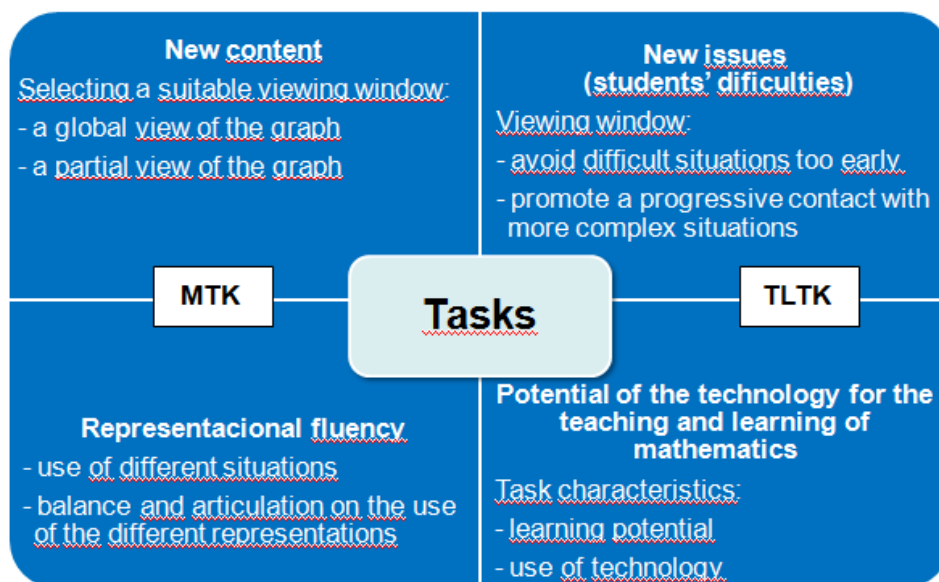 New content
Selecting a suitable viewing window:
- a global view of the graph
- a partial view of the graph
New issues
(students' dificulties)
Viewing window:
- avoid difficult situations too early
- promote a progressive contact with
more complex situations
MTK
Tasks
TLTK
Representacional fluency
- use of different situations
- balance and articulation on the use
of the different representations
Potential of the technology for the
teaching and learning of
mathematics
Task characteristics:
- learning potential
- use of technology